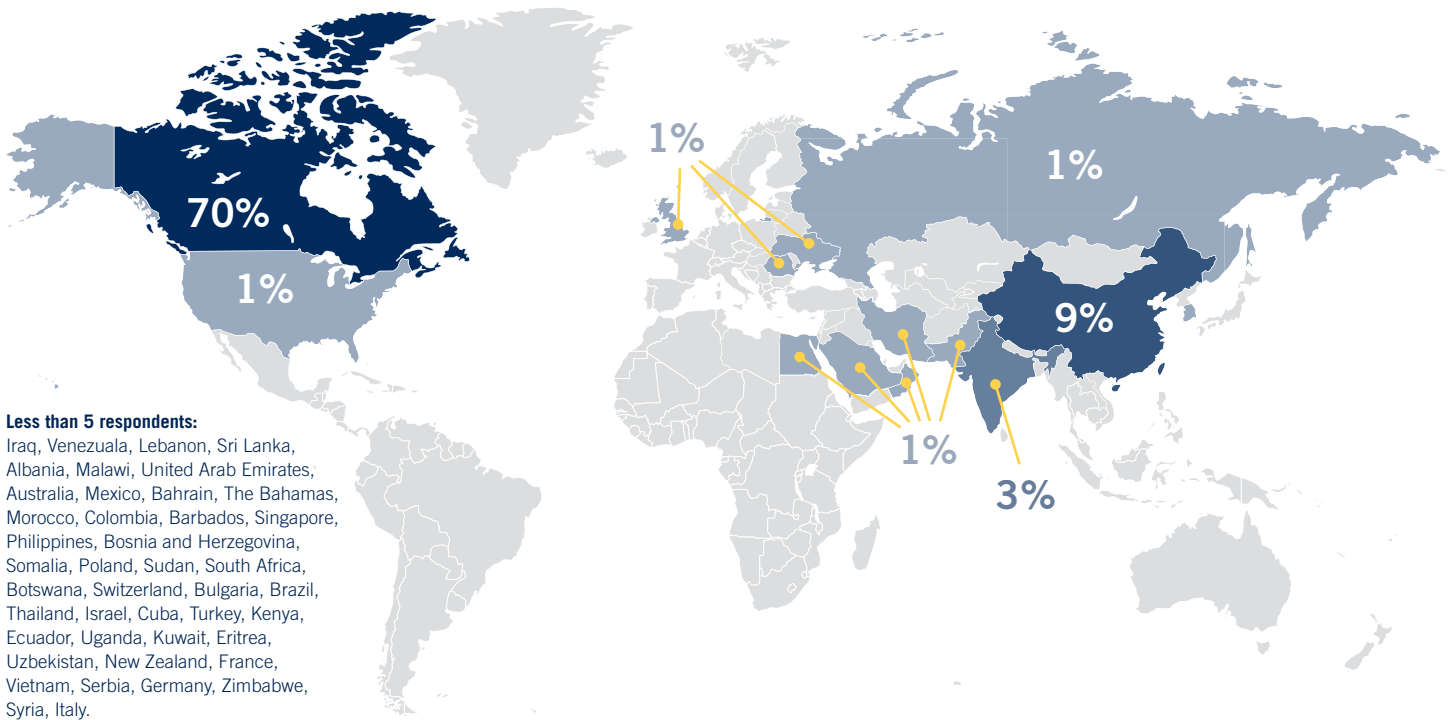 1%
1%
70%
1%
9%
1%
3%
Less than 5 respondents:
Iraq, Venezuala, Lebanon, Sri Lanka,
Albania, Malawi, United Arab Emirates,
Australia, Mexico, Bahrain, The Bahamas,
Morocco, Colombia, Barbados, Singapore,
Philippines, Bosnia and Herzegovina,
Somalia, Poland, Sudan, South Africa,
Botswana, Switzerland, Bulgaria, Brazil,
Thailand, Israel, Cuba, Turkey, Kenya,
Ecuador, Uganda, Kuwait, Eritrea,
Uzbekistan, New Zealand, France,
Vietnam, Serbia, Germany, Zimbabwe,
Syria, Italy.